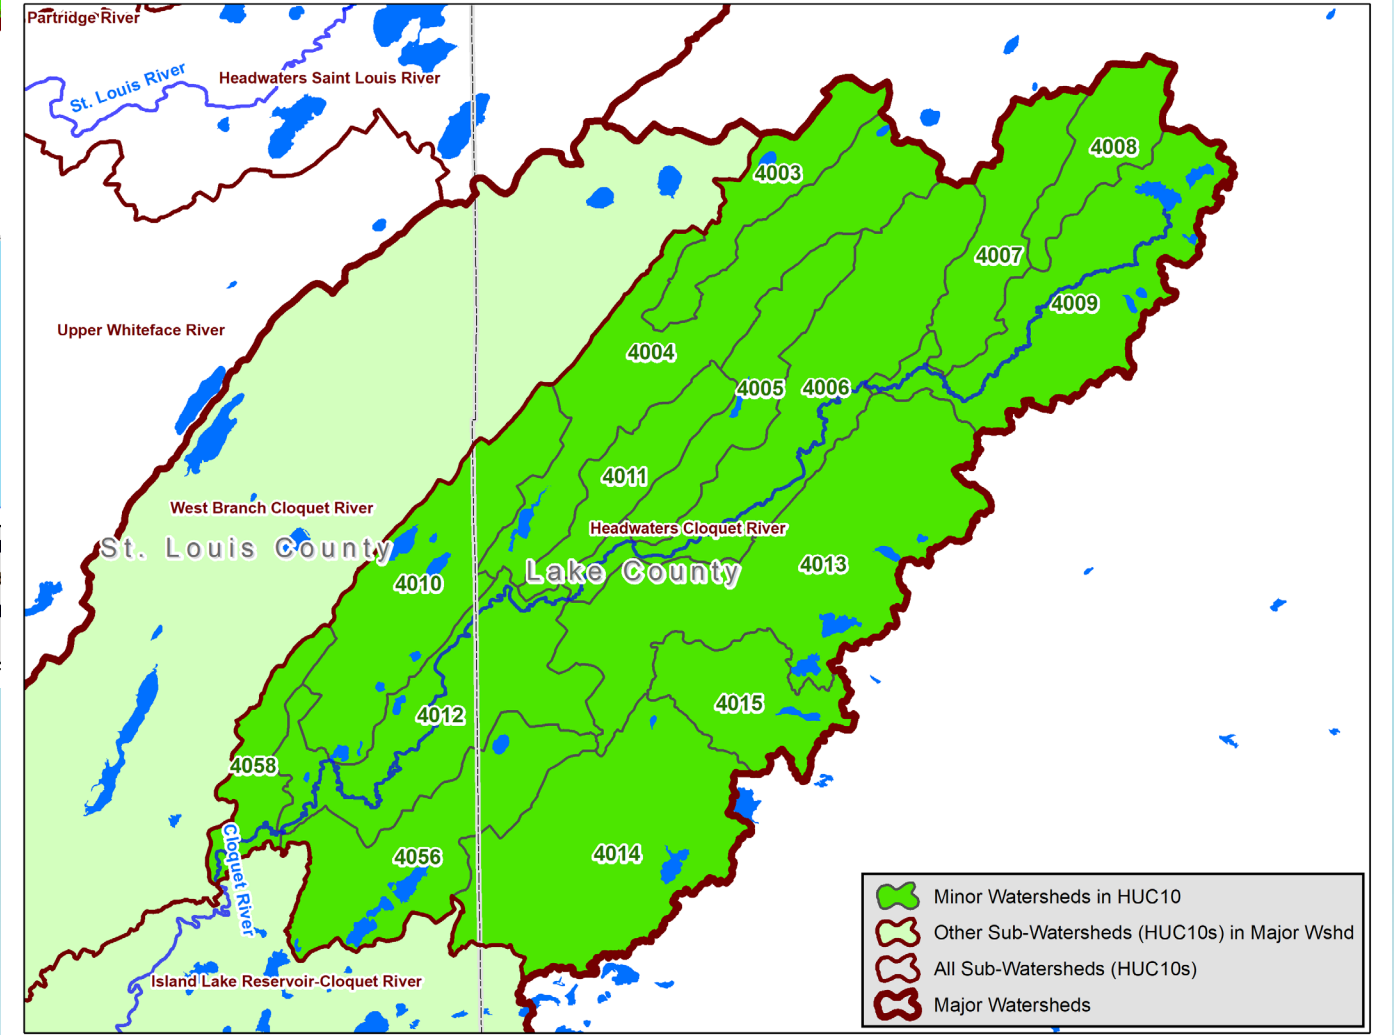 Partridge River
St. Louis River
Headwaters Saint Louis River
4008
4003
4007
4009
Upper Whiteface River
4004
4005
4006
4011
West Branch Cloquet River
Headwaters Cloquet River
St. Louis County
Lake County
4013
4010
4015
4012
4058
Cloquet River
4056
4014
Island Lake Reservoir-Cloquet River
Minor Watersheds in HUC10
Other Sub-Watersheds (HUC10s) in Major Wshd
All Sub-Watersheds (HUC10s)
Major Watersheds